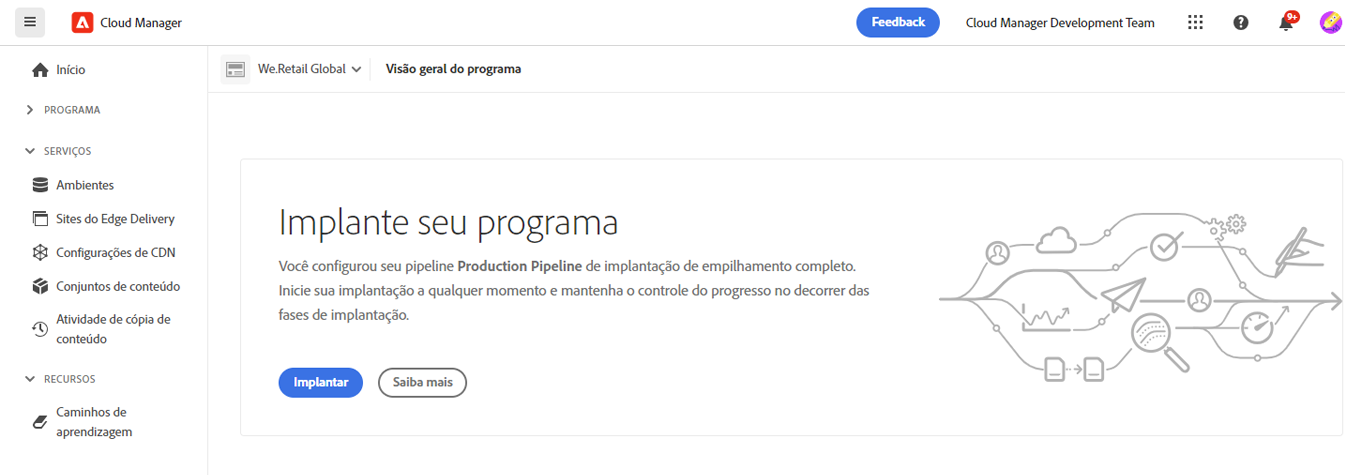 Cloud Manager
Feedback
Cloud Manager Development Team
9+
Início
We.Retail Global
Visão geral do programa
PROGRAMA
SERVIÇOS
Ambientes
Sites do Edge Delivery
Configurações de CDN
Conjuntos de conteúdo
Atividade de cópia de
conteúdo
RECURSOS
Caminhos de
aprendizagem
Implante seu programa
Você configurou seu pipeline Production Pipeline de implantação de empilhamento completo.
Inicie sua implantação a qualquer momento e mantenha o controle do progresso no decorrer das
fases de implantação.
Implantar
Saiba mais